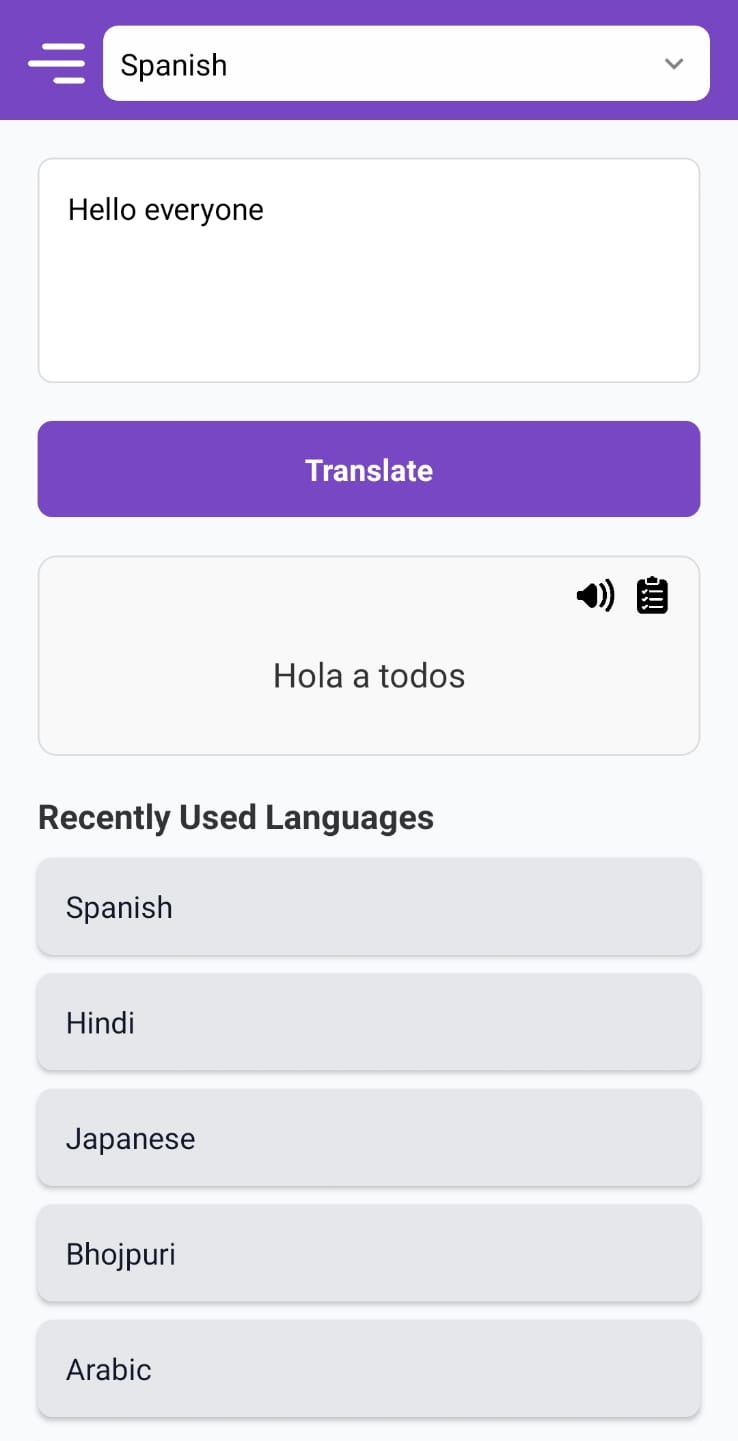 Spanish
Hello everyone
Translate
Hola a todos
Recently Used Languages
Spanish
Hindi
Japanese
Bhojpuri
Arabic